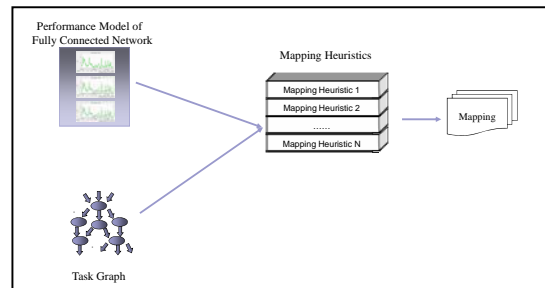 Performance Model of
Fully Connected Network
Mapping Heuristics
Mapping Heuristic 1
Mapping Heuristic 2
......
Mapping Heuristic N
Mapping
Task Graph